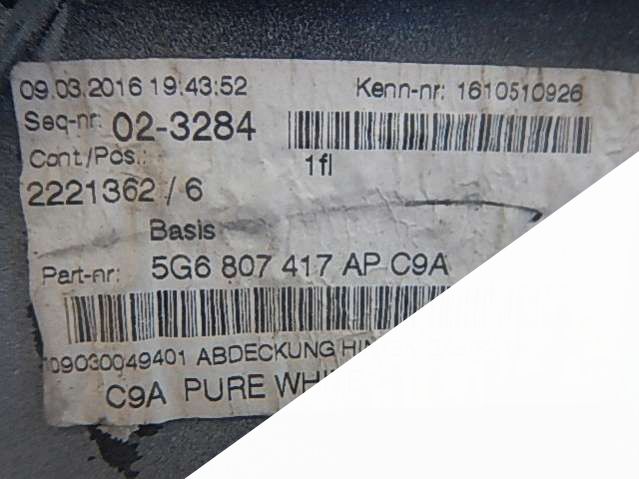 09.03.2016 19:43:52 Kenn-nr: 1610510926
Seq-nr: 02-3284
Cont./Pos.: 1fl
2221362 / 6
Basis
Part-nr: 5G6 807 417 AP C9A
09030049401 ABDECKUNG
C9A PURE